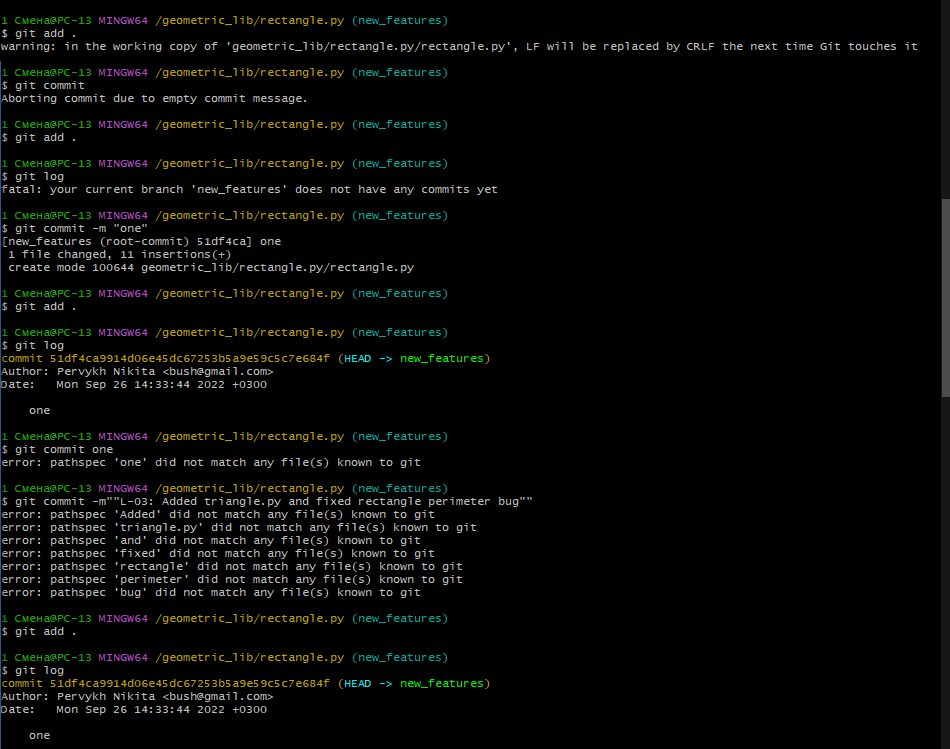 1 Смена@PC-13 MINGW64 /geometric_lib/rectangle.py (new_features)
$ git add .
warning: in the working copy of 'geometric_lib/rectangle.py/rectangle.py', LF will be replaced by CRLF the next time Git touches it
1 Смена@PC-13 MINGW64 /geometric_lib/rectangle.py (new_features)
$ git commit
Aborting commit due to empty commit message.
1 Смена@PC-13 MINGW64 /geometric_lib/rectangle.py (new_features)
$ git add .
1 Смена@PC-13 MINGW64 /geometric_lib/rectangle.py (new_features)
$ git log
fatal: your current branch 'new_features' does not have any commits yet
1 Смена@PC-13 MINGW64 /geometric_lib/rectangle.py (new_features)
$ git commit -m "one"
[new_features (root-commit) 51df4ca] one
1 file changed, 11 insertions(+)
create mode 100644 geometric_lib/rectangle.py/rectangle.py
1 Смена@PC-13 MINGW64 /geometric_lib/rectangle.py (new_features)
$ git add .
1 Смена@PC-13 MINGW64 /geometric_lib/rectangle.py (new_features)
$ git log
commit 51df4ca9914d06e45dc67253b5a9e59c5c7e684f (HEAD -> new_features)
Author: Pervykh Nikita <bush@gmail.com>
Date:   Mon Sep 26 14:33:44 2022 +0300
one
1 Смена@PC-13 MINGW64 /geometric_lib/rectangle.py (new_features)
$ git commit one
error: pathspec 'one' did not match any file(s) known to git
1 Смена@PC-13 MINGW64 /geometric_lib/rectangle.py (new_features)
$ git commit -m""L-03: Added triangle.py and fixed rectangle perimeter bug""
error: pathspec 'Added' did not match any file(s) known to git
error: pathspec 'triangle.py' did not match any file(s) known to git
error: pathspec 'and' did not match any file(s) known to git
error: pathspec 'fixed' did not match any file(s) known to git
error: pathspec 'rectangle' did not match any file(s) known to git
error: pathspec 'perimeter' did not match any file(s) known to git
error: pathspec 'bug' did not match any file(s) known to git
1 Смена@PC-13 MINGW64 /geometric_lib/rectangle.py (new_features)
$ git add .
1 Смена@PC-13 MINGW64 /geometric_lib/rectangle.py (new_features)
$ git log
commit 51df4ca9914d06e45dc67253b5a9e59c5c7e684f (HEAD -> new_features)
Author: Pervykh Nikita <bush@gmail.com>
Date:   Mon Sep 26 14:33:44 2022 +0300
one